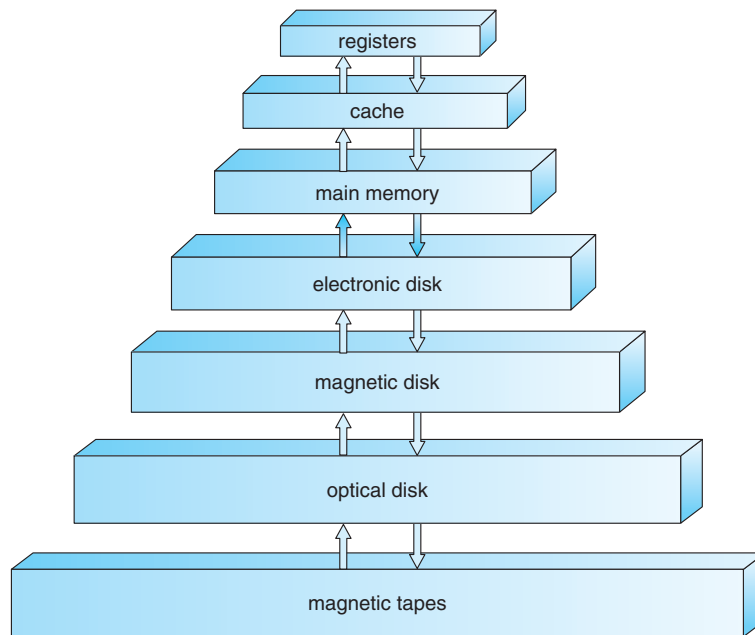 registers
cache
main memory
electronic disk
magnetic disk
optical disk
magnetic tapes